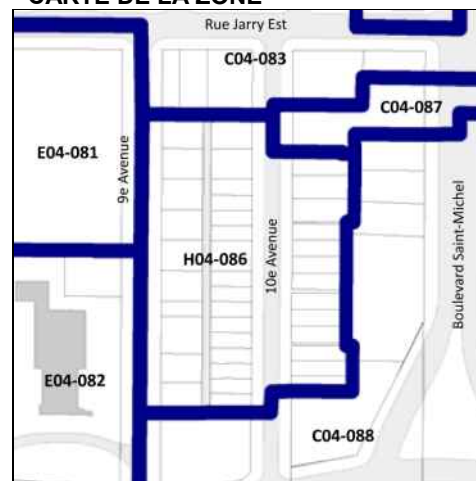 CARTE DE LA ZONE
Rue Jarry Est
C04-083
C04-087
E04-081
9e Avenue
H04-086
10e Avenue
Boulevard Saint-Michel
E04-082
C04-088